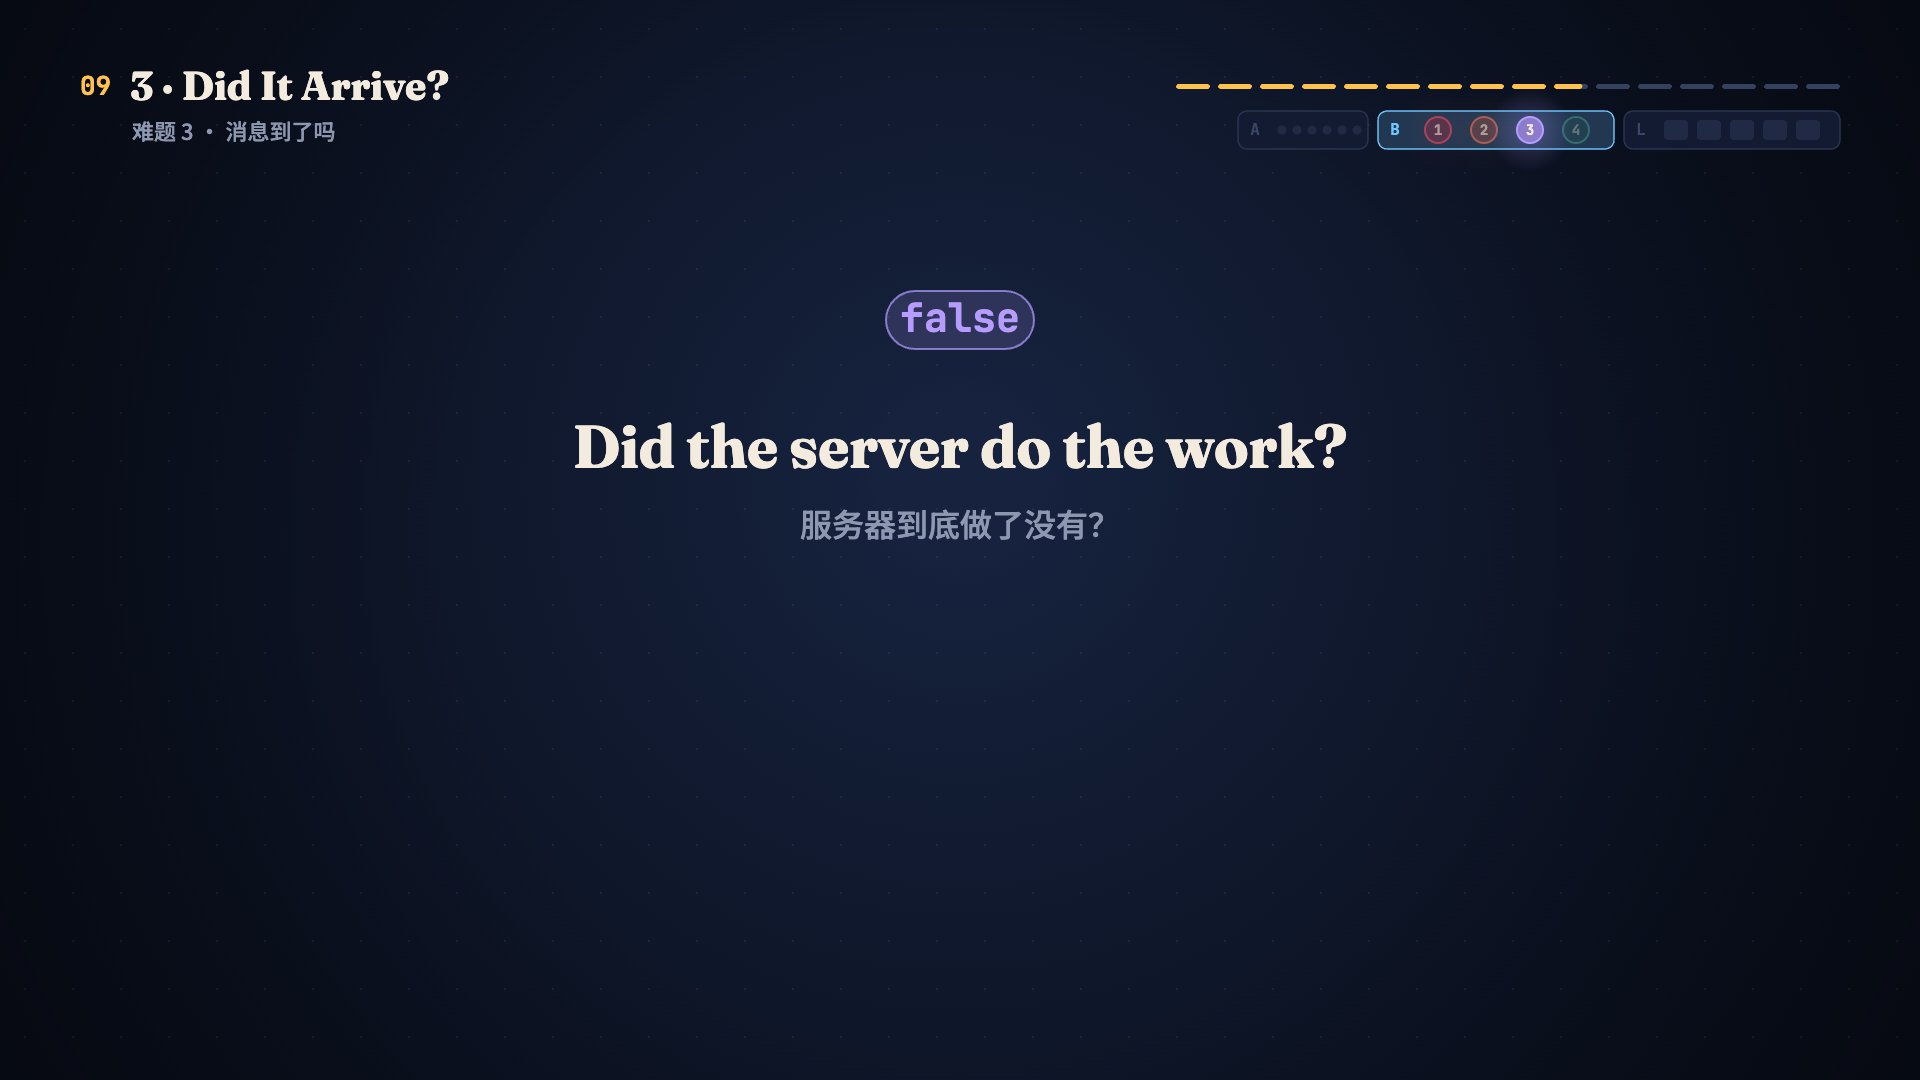 09 3 · Did It Arrive?
难题 3 · 消息到了吗
A B 1 2 3 4 L
false
Did the server do the work?
服务器到底做了没有？